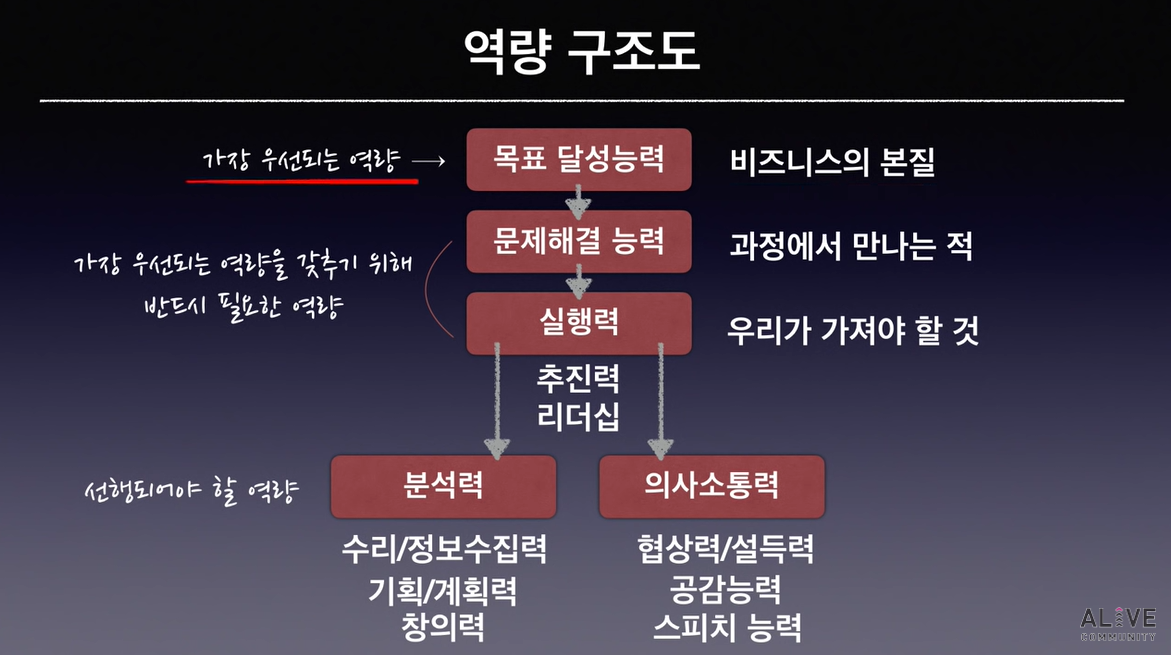 역량 구조도
가장 우선되는 역량 →
목표 달성능력
비즈니스의 본질
가장 우선되는 역량을 갖추기 위해
반드시 필요한 역량
문제해결 능력
과정에서 만나는 적
실행력
우리가 가져야 할 것
추진력
리더십
선행되어야 할 역량
분석력
수리/정보수집력
기획/계획력
창의력
의사소통력
협상력/설득력
공감능력
스피치 능력
ALIVE
COMMUNITY